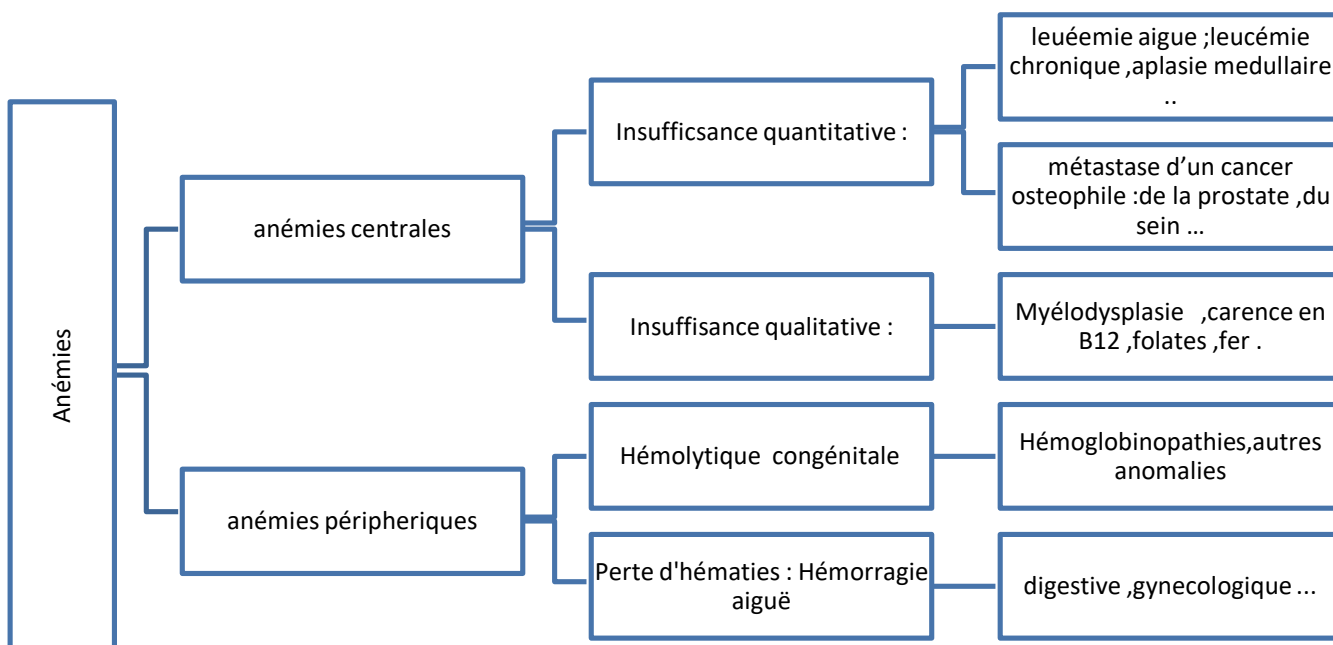 Anémies
anémies centrales
Insufficsance quantitative :
leuéemie aigue ;leucémie
chronique ,aplasie medullaire
..
métastase d’un cancer
osteophile :de la prostate ,du
sein …
Insuffisance qualitative :
Myélodysplasie ,carence en
B12 ,folates ,fer .
anémies péripheriques
Hémolytique congénitale
Hémoglobinopathies,autres
anomalies
Perte d'hématies : Hémorragie
aiguë
digestive ,gynecologique ...